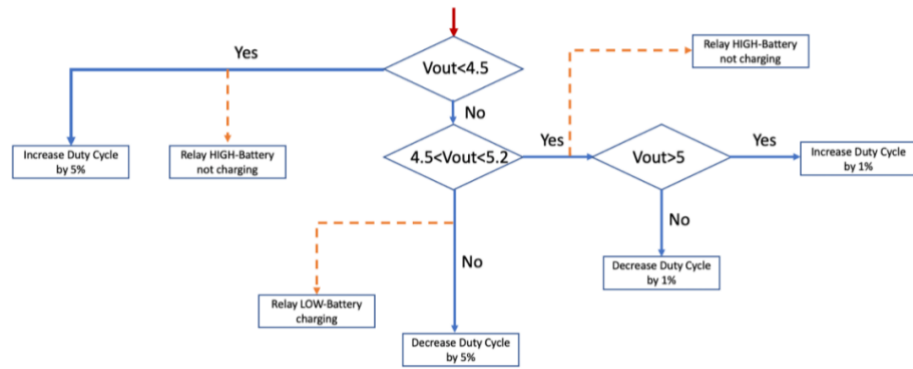 Relay HIGH-Battery
not charging
Yes
Vout<4.5
No
Increase Duty Cycle
by 5%
Relay HIGH-Battery
not charging
4.5<Vout<5.2
Yes
Vout>5
Yes
Increase Duty Cycle
by 1%
No
No
Decrease Duty Cycle
by 1%
Relay LOW-Battery
charging
Decrease Duty Cycle
by 5%